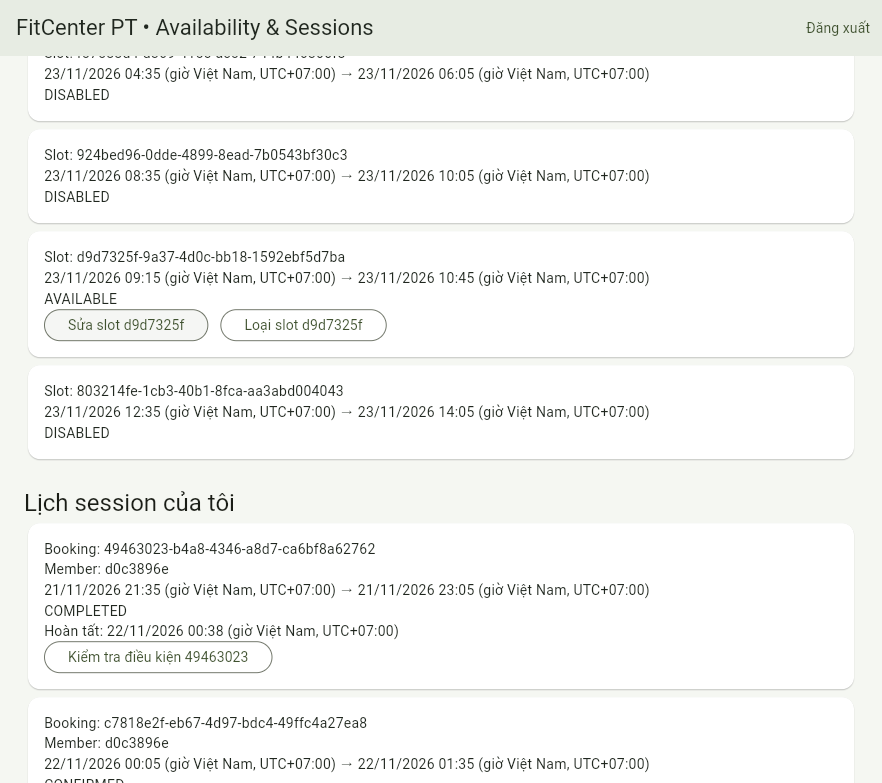 FitCenter PT • Availability & Sessions
Đăng xuất
23/11/2026 04:35 (giờ Việt Nam, UTC+07:00) → 23/11/2026 06:05 (giờ Việt Nam, UTC+07:00)
DISABLED
Slot: 924bed96-0dde-4899-8ead-7b0543bf30c3
23/11/2026 08:35 (giờ Việt Nam, UTC+07:00) → 23/11/2026 10:05 (giờ Việt Nam, UTC+07:00)
DISABLED
Slot: d9d7325f-9a37-4d0c-bb18-1592ebf5d7ba
23/11/2026 09:15 (giờ Việt Nam, UTC+07:00) → 23/11/2026 10:45 (giờ Việt Nam, UTC+07:00)
AVAILABLE
Sửa slot d9d7325f
Loại slot d9d7325f
Slot: 803214fe-1cb3-40b1-8fca-aa3abd004043
23/11/2026 12:35 (giờ Việt Nam, UTC+07:00) → 23/11/2026 14:05 (giờ Việt Nam, UTC+07:00)
DISABLED
Lịch session của tôi
Booking: 49463023-b4a8-4346-a8d7-ca6bf8a62762
Member: d0c3896e
21/11/2026 21:35 (giờ Việt Nam, UTC+07:00) → 21/11/2026 23:05 (giờ Việt Nam, UTC+07:00)
COMPLETED
Hoàn tất: 22/11/2026 00:38 (giờ Việt Nam, UTC+07:00)
Kiểm tra điều kiện 49463023
Booking: c7818e2f-eb67-4d97-bdc4-49ffc4a27ea8
Member: d0c3896e
22/11/2026 00:05 (giờ Việt Nam, UTC+07:00) → 22/11/2026 01:35 (giờ Việt Nam, UTC+07:00)
CONFIRMED